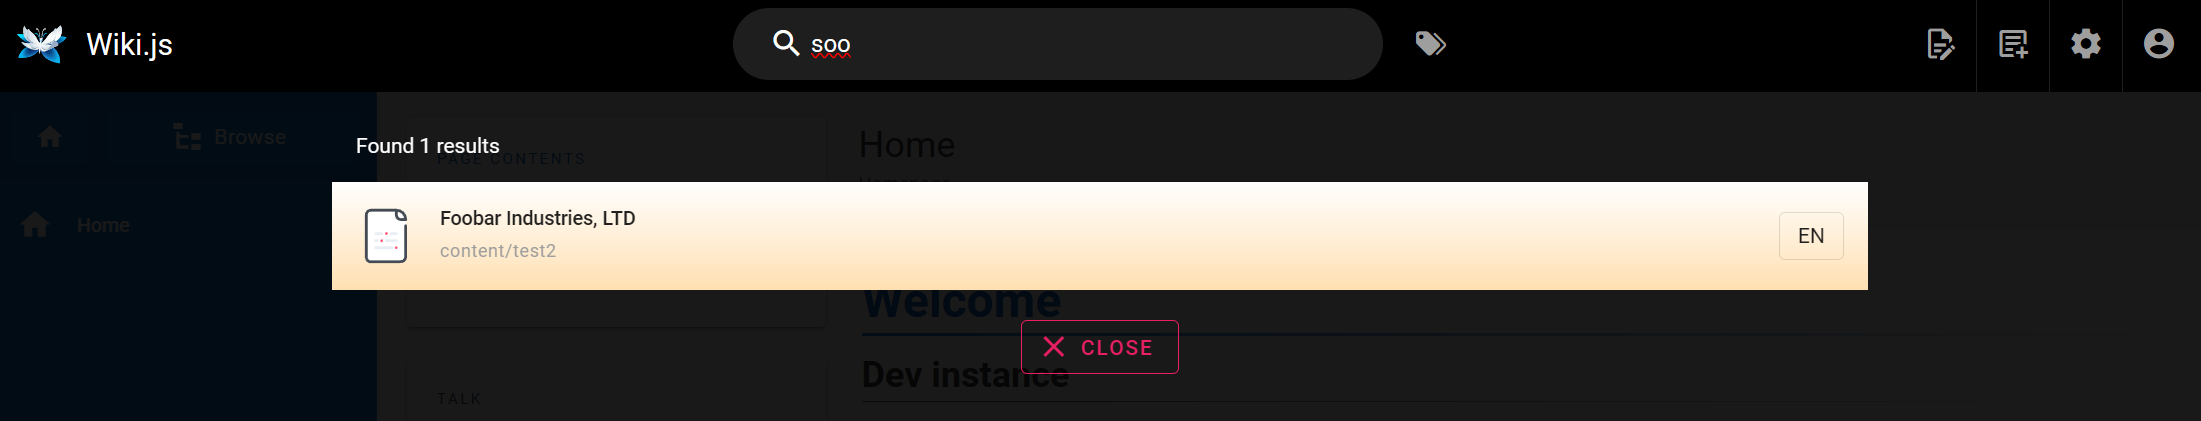 Wiki.js
soo
Browse
Found 1 results
PAGE CONTENTS
Home
Homepage
Foobar Industries, LTD
content/test2
EN
Home
Welcome
CLOSE
Dev instance
TALK